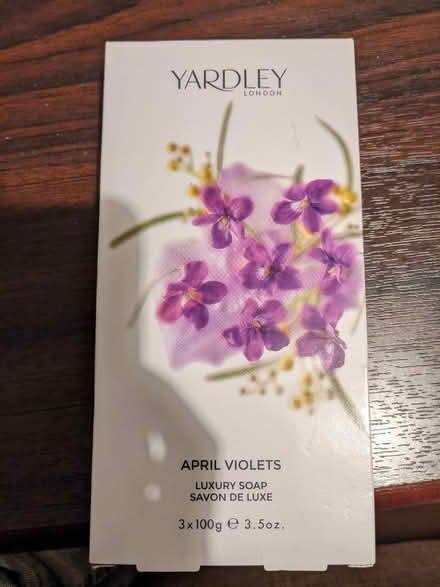 YARDLEY
LONDON
APRIL VIOLETS
LUXURY SOAP
SAVON DE LUXE
3x100g ℮ 3.5oz.